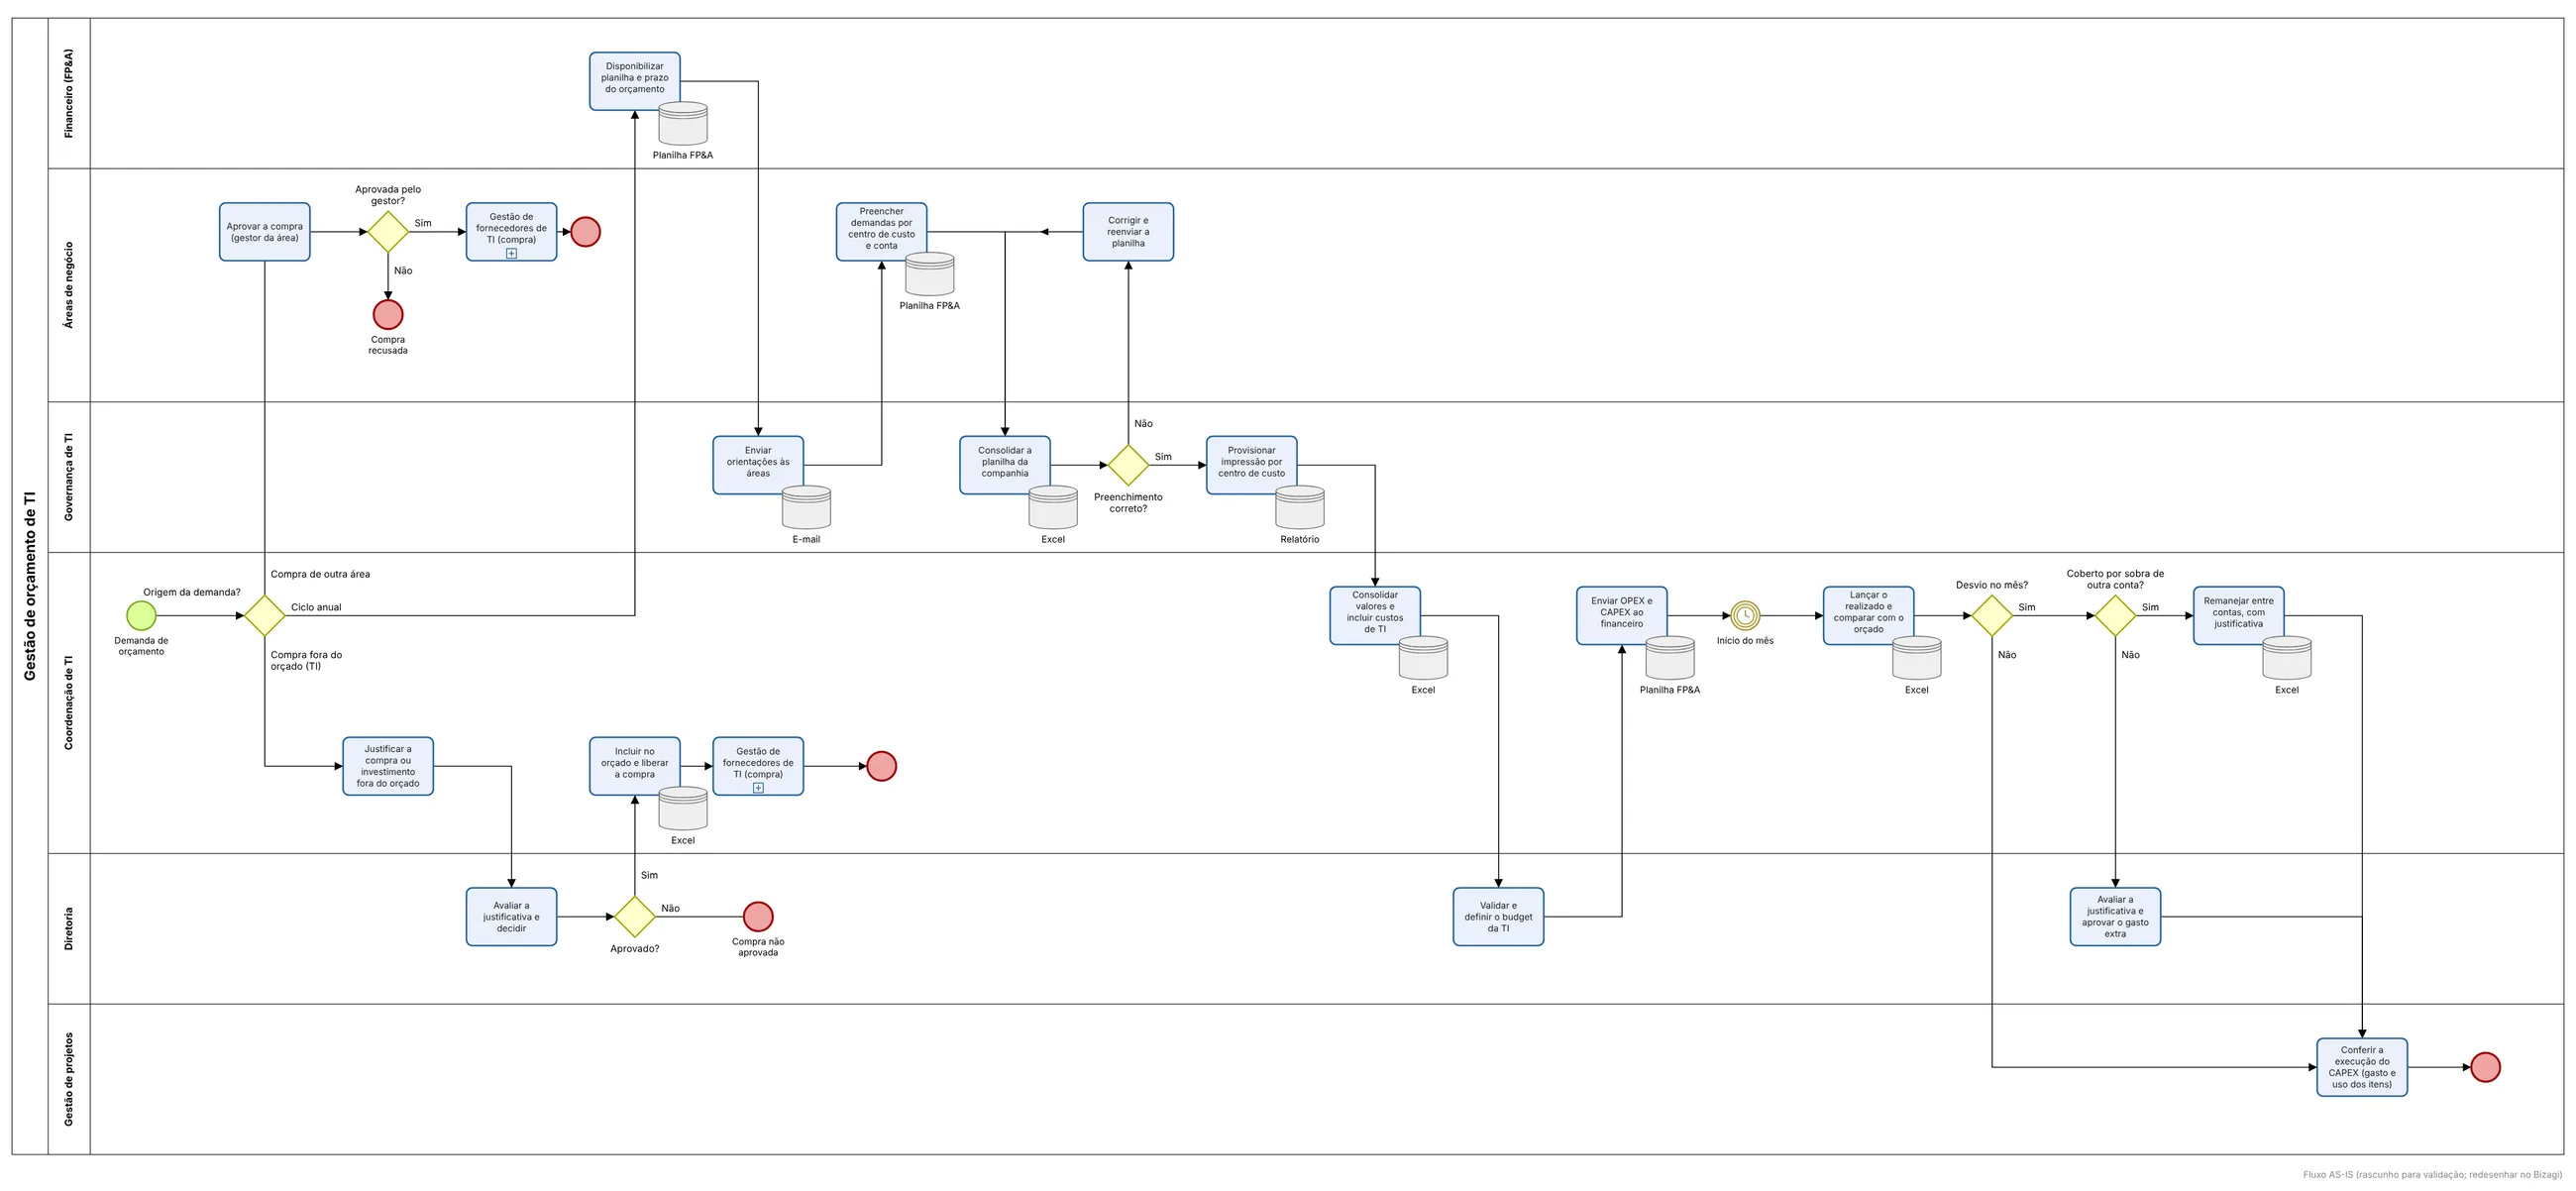 Gestão de orçamento de TI
Financeiro (FP&A)
Disponibilizar
planilha e prazo
do orçamento
Planilha FP&A
Áreas de negócio
Aprovar a compra
(gestor da área)
Aprovada pelo
gestor?
Sim
Não
Compra
recusada
Gestão de
fornecedores de
TI (compra)
Preencher
demandas por
centro de custo
e conta
Planilha FP&A
Corrigir e
reenviar a
planilha
Governança de TI
Enviar
orientações às
áreas
E-mail
Consolidar a
planilha da
companhia
Excel
Não
Sim
Preenchimento
correto?
Provisionar
impressão por
centro de custo
Relatório
Coordenação de TI
Demanda de
orçamento
Origem da demanda?
Compra de outra área
Ciclo anual
Compra fora do
orçado (TI)
Justificar a
compra ou
investimento
fora do orçado
Incluir no
orçado e liberar
a compra
Excel
Gestão de
fornecedores de
TI (compra)
Consolidar
valores e
incluir custos
de TI
Excel
Enviar OPEX e
CAPEX ao
financeiro
Planilha FP&A
Início do mês
Lançar o
realizado e
comparar com o
orçado
Excel
Desvio no mês?
Sim
Não
Coberto por sobra de
outra conta?
Sim
Não
Remanejar entre
contas, com
justificativa
Excel
Diretoria
Avaliar a
justificativa e
decidir
Sim
Não
Aprovado?
Compra não
aprovada
Validar e
definir o budget
da TI
Avaliar a
justificativa e
aprovar o gasto
extra
Gestão de projetos
Conferir a
execução do
CAPEX (gasto e
uso dos itens)
Fluxo AS-IS (rascunho para validação; redesenhar no Bizagi)